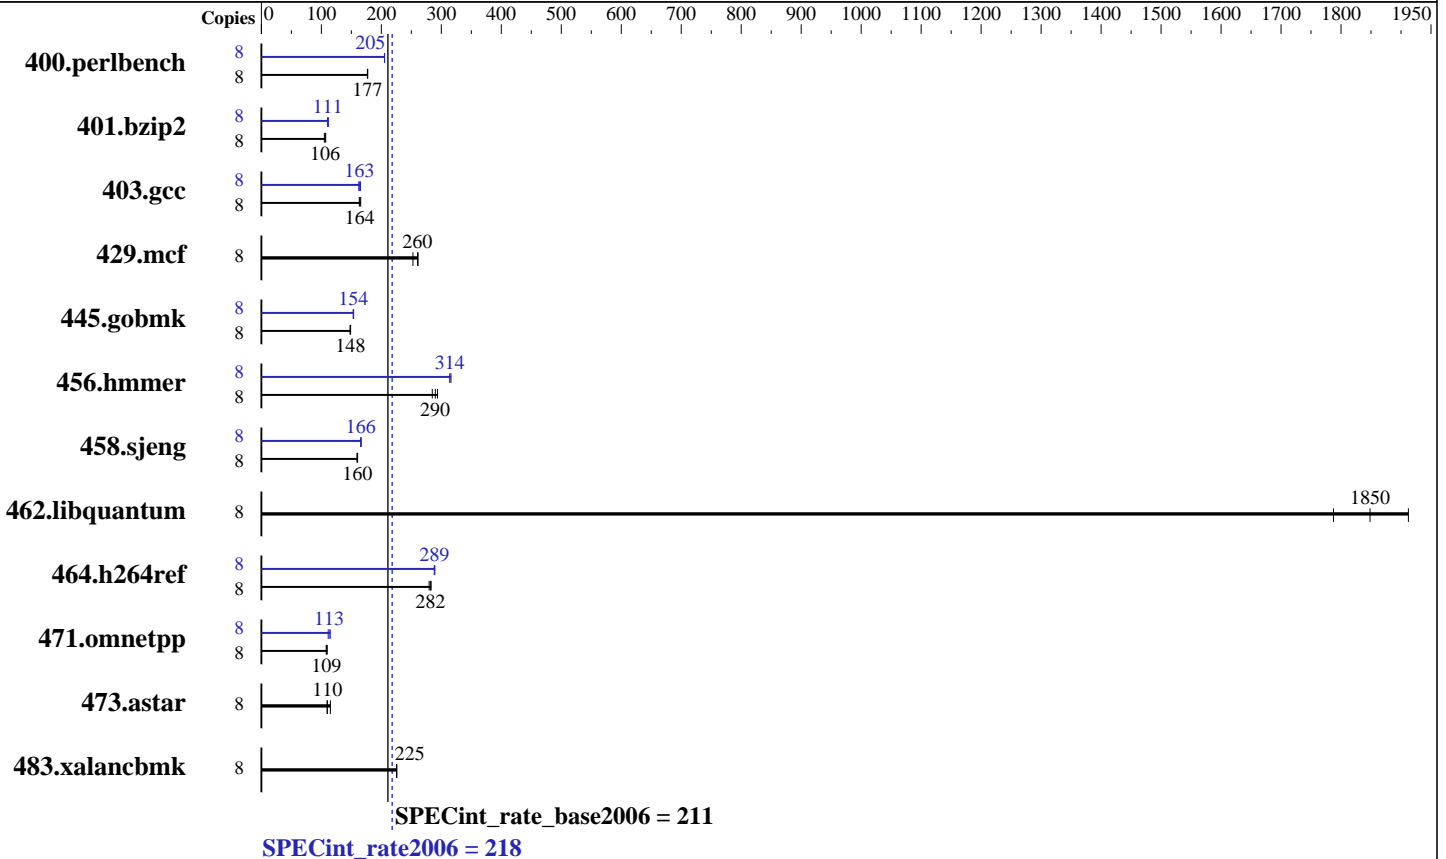 Copies 0 100 200 300 400 500 600 700 800 900 1000 1100 1200 1300 1400 1500 1600 1700 1800 1950
400.perlbench 8 205
8 177
401.bzip2 8 111
8 106
403.gcc 8 163
8 164
429.mcf 8 260
445.gobmk 8 154
8 148
456.hmmer 8 314
8 290
458.sjeng 8 166
8 160
462.libquantum 8 1850
464.h264ref 8 289
8 282
471.omnetpp 8 113
8 109
473.astar 8 110
483.xalancbmk 8 225
SPECint_rate_base2006 = 211
SPECint_rate2006 = 218